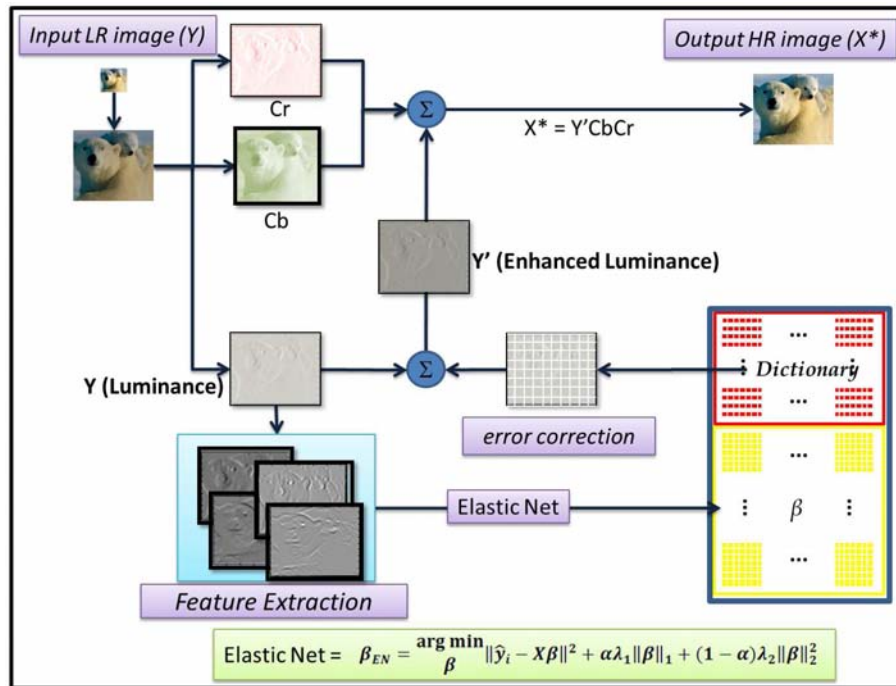 Input LR image (Y)
Output HR image (X*)
Cr
Σ
X* = Y'CbCr
Cb
Y' (Enhanced Luminance)
Y (Luminance)
Σ
... 
⋮ Dictionary ⋮
...
error correction
...
Elastic Net
⋮ β ⋮
...
Feature Extraction
Elastic Net = β_EN = arg min β ‖ŷ_i − Xβ‖² + αλ₁‖β‖₁ + (1 − α)λ₂‖β‖₂²